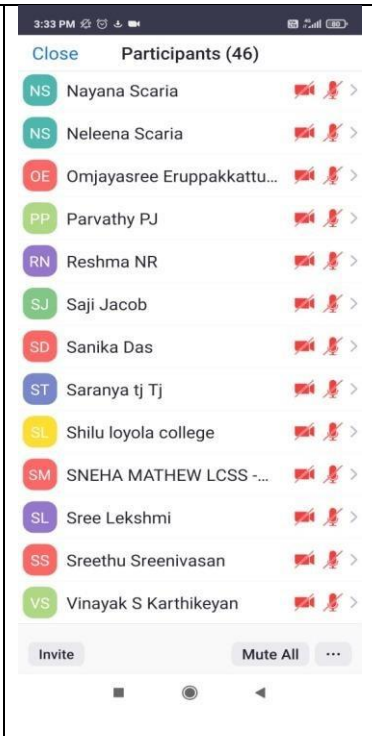 3:33 PM 80
Close Participants (46)
NS Nayana Scaria
NS Neleena Scaria
OE Omjayasree Eruppakkattu...
PP Parvathy PJ
RN Reshma NR
SJ Saji Jacob
SD Sanika Das
ST Saranya tj Tj
SL Shilu loyola college
SM SNEHA MATHEW LCSS -...
SL Sree Lekshmi
SS Sreethu Sreenivasan
VS Vinayak S Karthikeyan
Invite Mute All ...